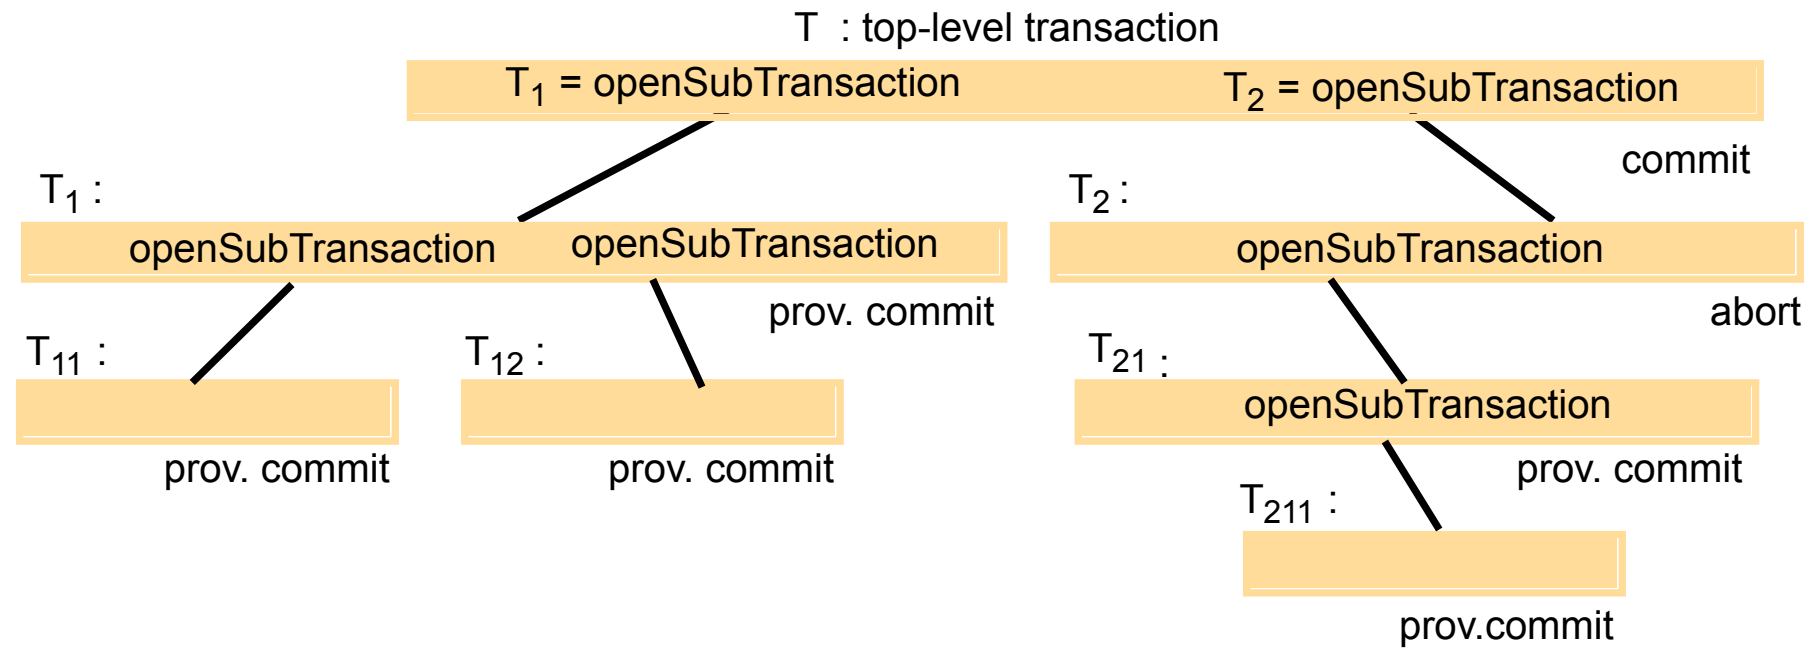 T : top-level transaction
T1 = openSubTransaction T2 = openSubTransaction
commit
T1 : T2 :
openSubTransaction openSubTransaction openSubTransaction
prov. commit abort
T11 : T12 : T21 :
openSubTransaction
prov. commit prov. commit prov. commit
T211 :
prov.commit